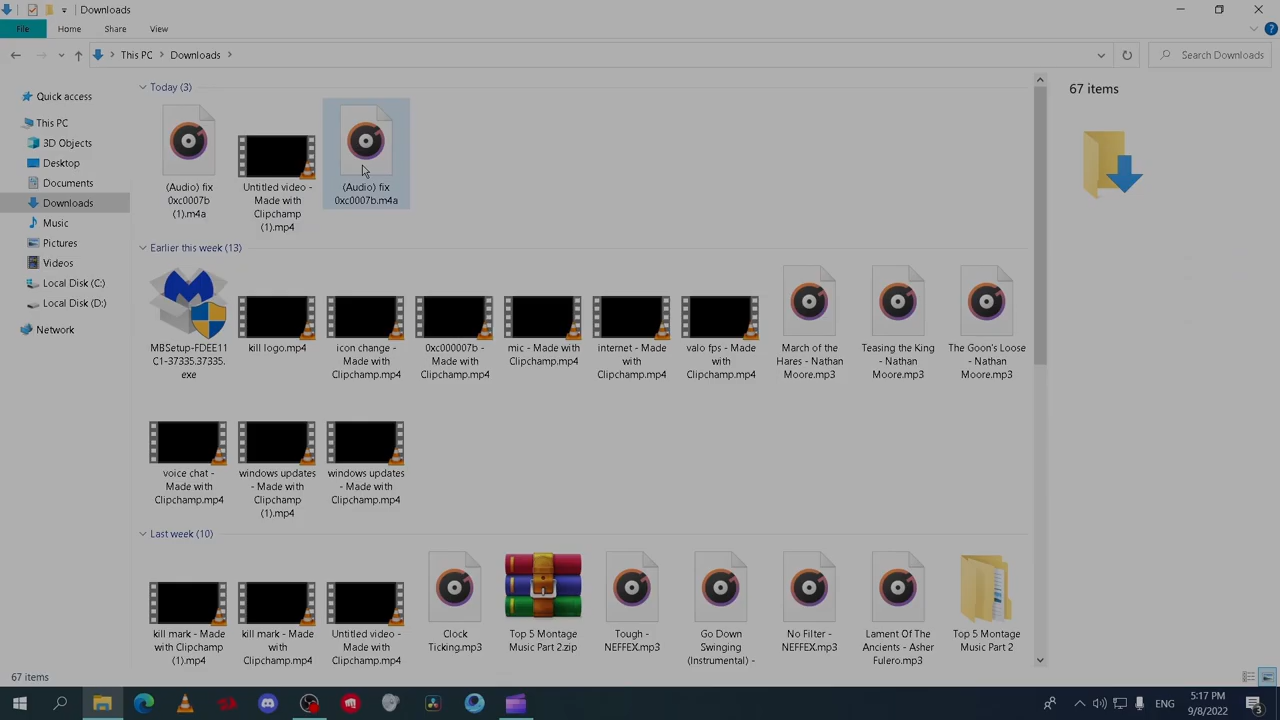 Downloads
File Home Share View
This PC Downloads Search Downloads
Quick access
This PC
3D Objects
Desktop
Documents
Downloads
Music
Pictures
Videos
Local Disk (C:)
Local Disk (D:)
Network
Today (3)
(Audio) fix
0xc0007b
(1).m4a
Untitled video -
Made with
Clipchamp
(1).mp4
(Audio) fix
0xc0007b.m4a
Earlier this week (13)
MBSetup-FDEE11
C1-37335.37335.
exe
kill logo.mp4
icon change -
Made with
Clipchamp.mp4
0xc000007b -
Made with
Clipchamp.mp4
mic - Made with
Clipchamp.mp4
internet - Made
with
Clipchamp.mp4
valo fps - Made
with
Clipchamp.mp4
March of the
Hares - Nathan
Moore.mp3
Teasing the King
- Nathan
Moore.mp3
The Goon's Loose
- Nathan
Moore.mp3
voice chat -
Made with
Clipchamp.mp4
windows updates
- Made with
Clipchamp
(1).mp4
windows updates
- Made with
Clipchamp.mp4
Last week (10)
kill mark - Made
with Clipchamp
(1).mp4
kill mark - Made
with
Clipchamp.mp4
Untitled video -
Made with
Clipchamp.mp4
Clock
Ticking.mp3
Top 5 Montage
Music Part 2.zip
Tough -
NEFFEX.mp3
Go Down
Swinging
(Instrumental) -
No Filter -
NEFFEX.mp3
Lament Of The
Ancients - Asher
Fulero.mp3
Top 5 Montage
Music Part 2
67 items
67 items
ENG
5:17 PM
9/8/2022
3